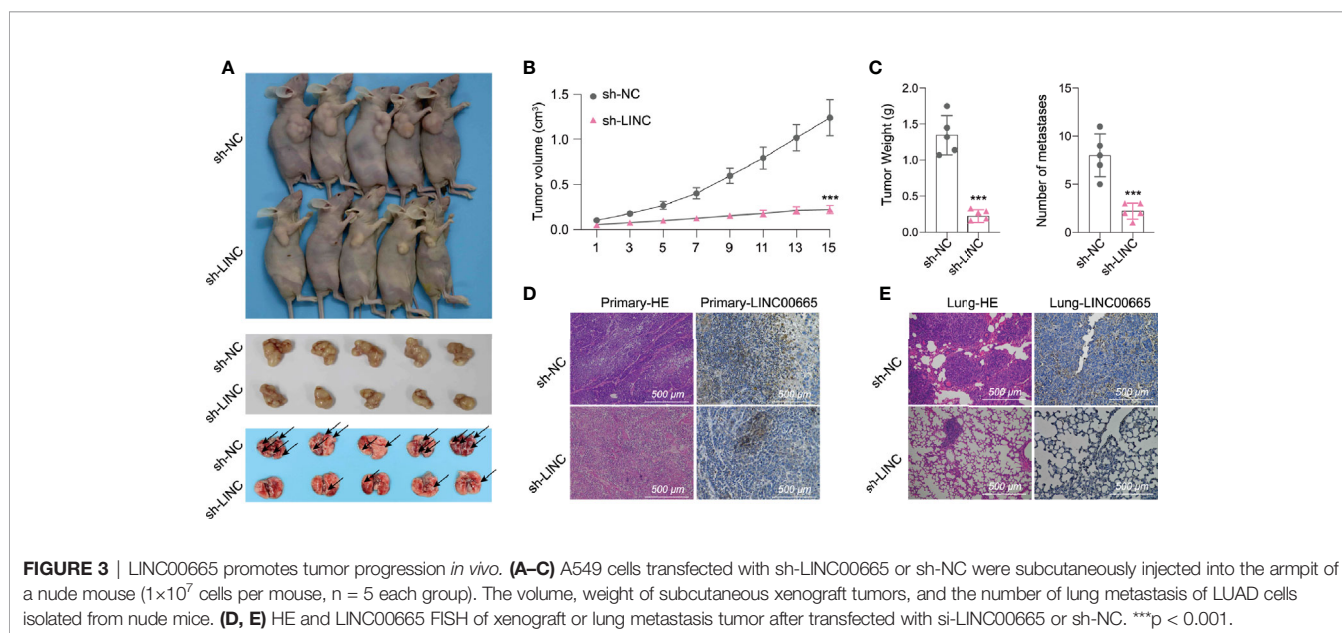 A
sh-NC
sh-LINC
sh-NC
sh-LINC
sh-NC
sh-LINC
B
sh-NC
sh-LINC
Tumor volume (cm³)
1.5
1.0
0.5
0.0
***
1 3 5 7 9 11 13 15
C
Tumor Weight (g)
2.0
1.5
1.0
0.5
0.0
***
sh-NC
sh-LINC
Number of metastases
15
10
5
0
***
sh-NC
sh-LINC
D
Primary-HE Primary-LINC00665
sh-NC
500 µm 500 µm
sh-LINC
500 µm 500 µm
E
Lung-HE Lung-LINC00665
sh-NC
500 µm 500 µm
sh-LINC
500 µm 500 µm
FIGURE 3 | LINC00665 promotes tumor progression in vivo. (A–C) A549 cells transfected with sh-LINC00665 or sh-NC were subcutaneously injected into the armpit of
a nude mouse (1×10⁷ cells per mouse, n = 5 each group). The volume, weight of subcutaneous xenograft tumors, and the number of lung metastasis of LUAD cells
isolated from nude mice. (D, E) HE and LINC00665 FISH of xenograft or lung metastasis tumor after transfected with si-LINC00665 or sh-NC. ***p < 0.001.